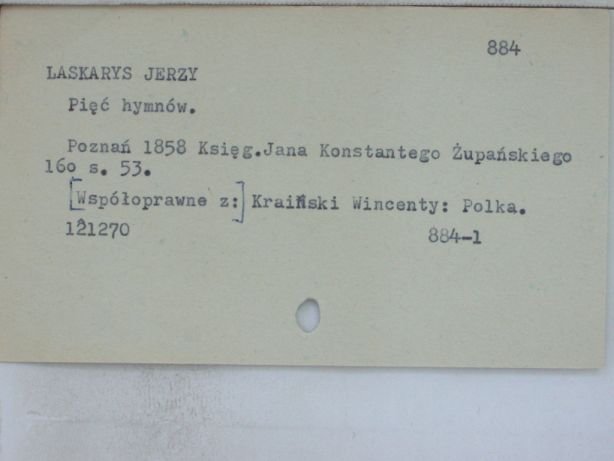 884
LASKARYS JERZY
Pięć hymnów.
Poznań 1858 Księg.Jana Konstantego Żupańskiego
16o s. 53.
[Współoprawne z:] Kraiński Wincenty: Polka.
121270
884-1